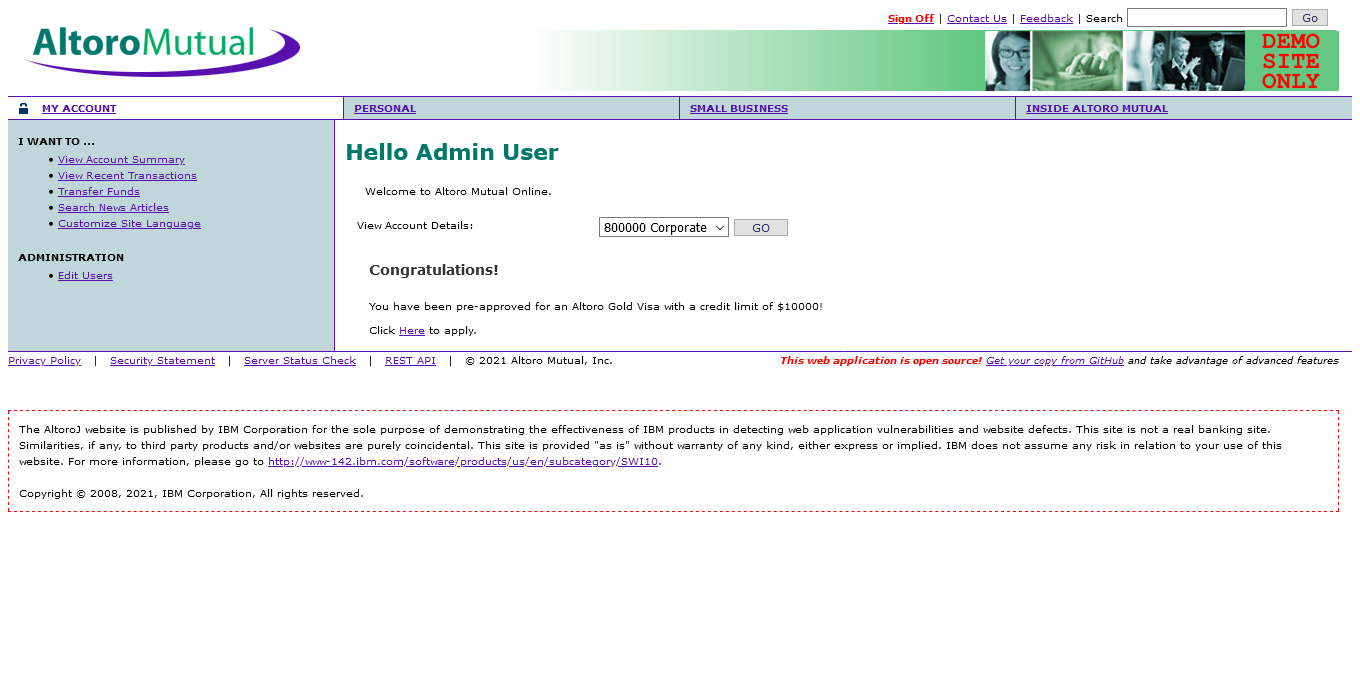 Sign Off | Contact Us | Feedback | Search Go
AltoroMutual
DEMO
SITE
ONLY
MY ACCOUNT PERSONAL SMALL BUSINESS INSIDE ALTORO MUTUAL
I WANT TO ...
• View Account Summary
• View Recent Transactions
• Transfer Funds
• Search News Articles
• Customize Site Language
ADMINISTRATION
• Edit Users
Hello Admin User
Welcome to Altoro Mutual Online.
View Account Details: 800000 Corporate GO
Congratulations!
You have been pre-approved for an Altoro Gold Visa with a credit limit of $10000!
Click Here to apply.
Privacy Policy | Security Statement | Server Status Check | REST API | © 2021 Altoro Mutual, Inc. This web application is open source! Get your copy from GitHub and take advantage of advanced features
The AltoroJ website is published by IBM Corporation for the sole purpose of demonstrating the effectiveness of IBM products in detecting web application vulnerabilities and website defects. This site is not a real banking site.
Similarities, if any, to third party products and/or websites are purely coincidental. This site is provided "as is" without warranty of any kind, either express or implied. IBM does not assume any risk in relation to your use of this
website. For more information, please go to http://www-142.ibm.com/software/products/us/en/subcategory/SWI10.
Copyright © 2008, 2021, IBM Corporation, All rights reserved.